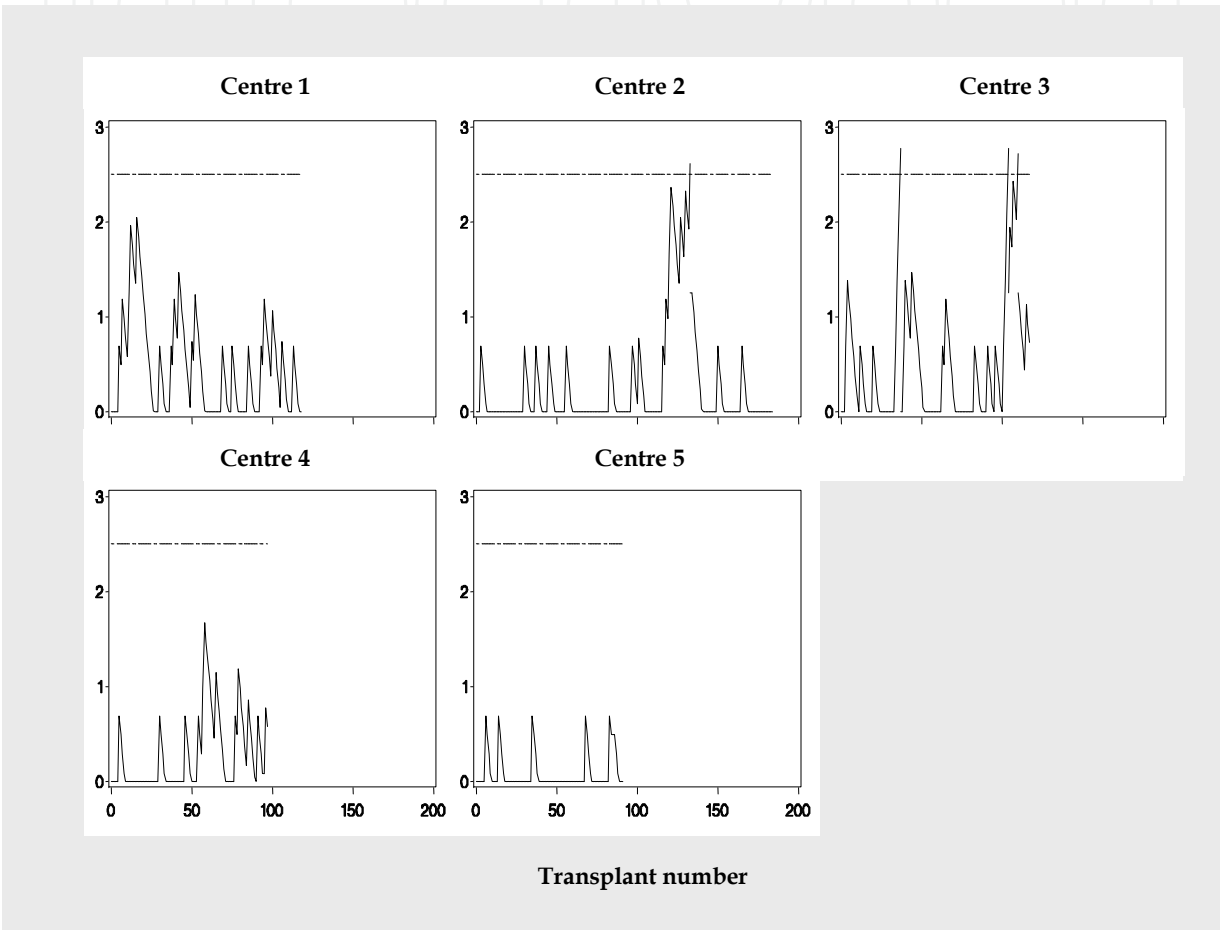 Centre 1 Centre 2 Centre 3
3 3 3
2 2 2
1 1 1
0 0 0
Centre 4 Centre 5
3 3
2 2
1 1
0 0
0 50 100 150 200 0 50 100 150 200
Transplant number